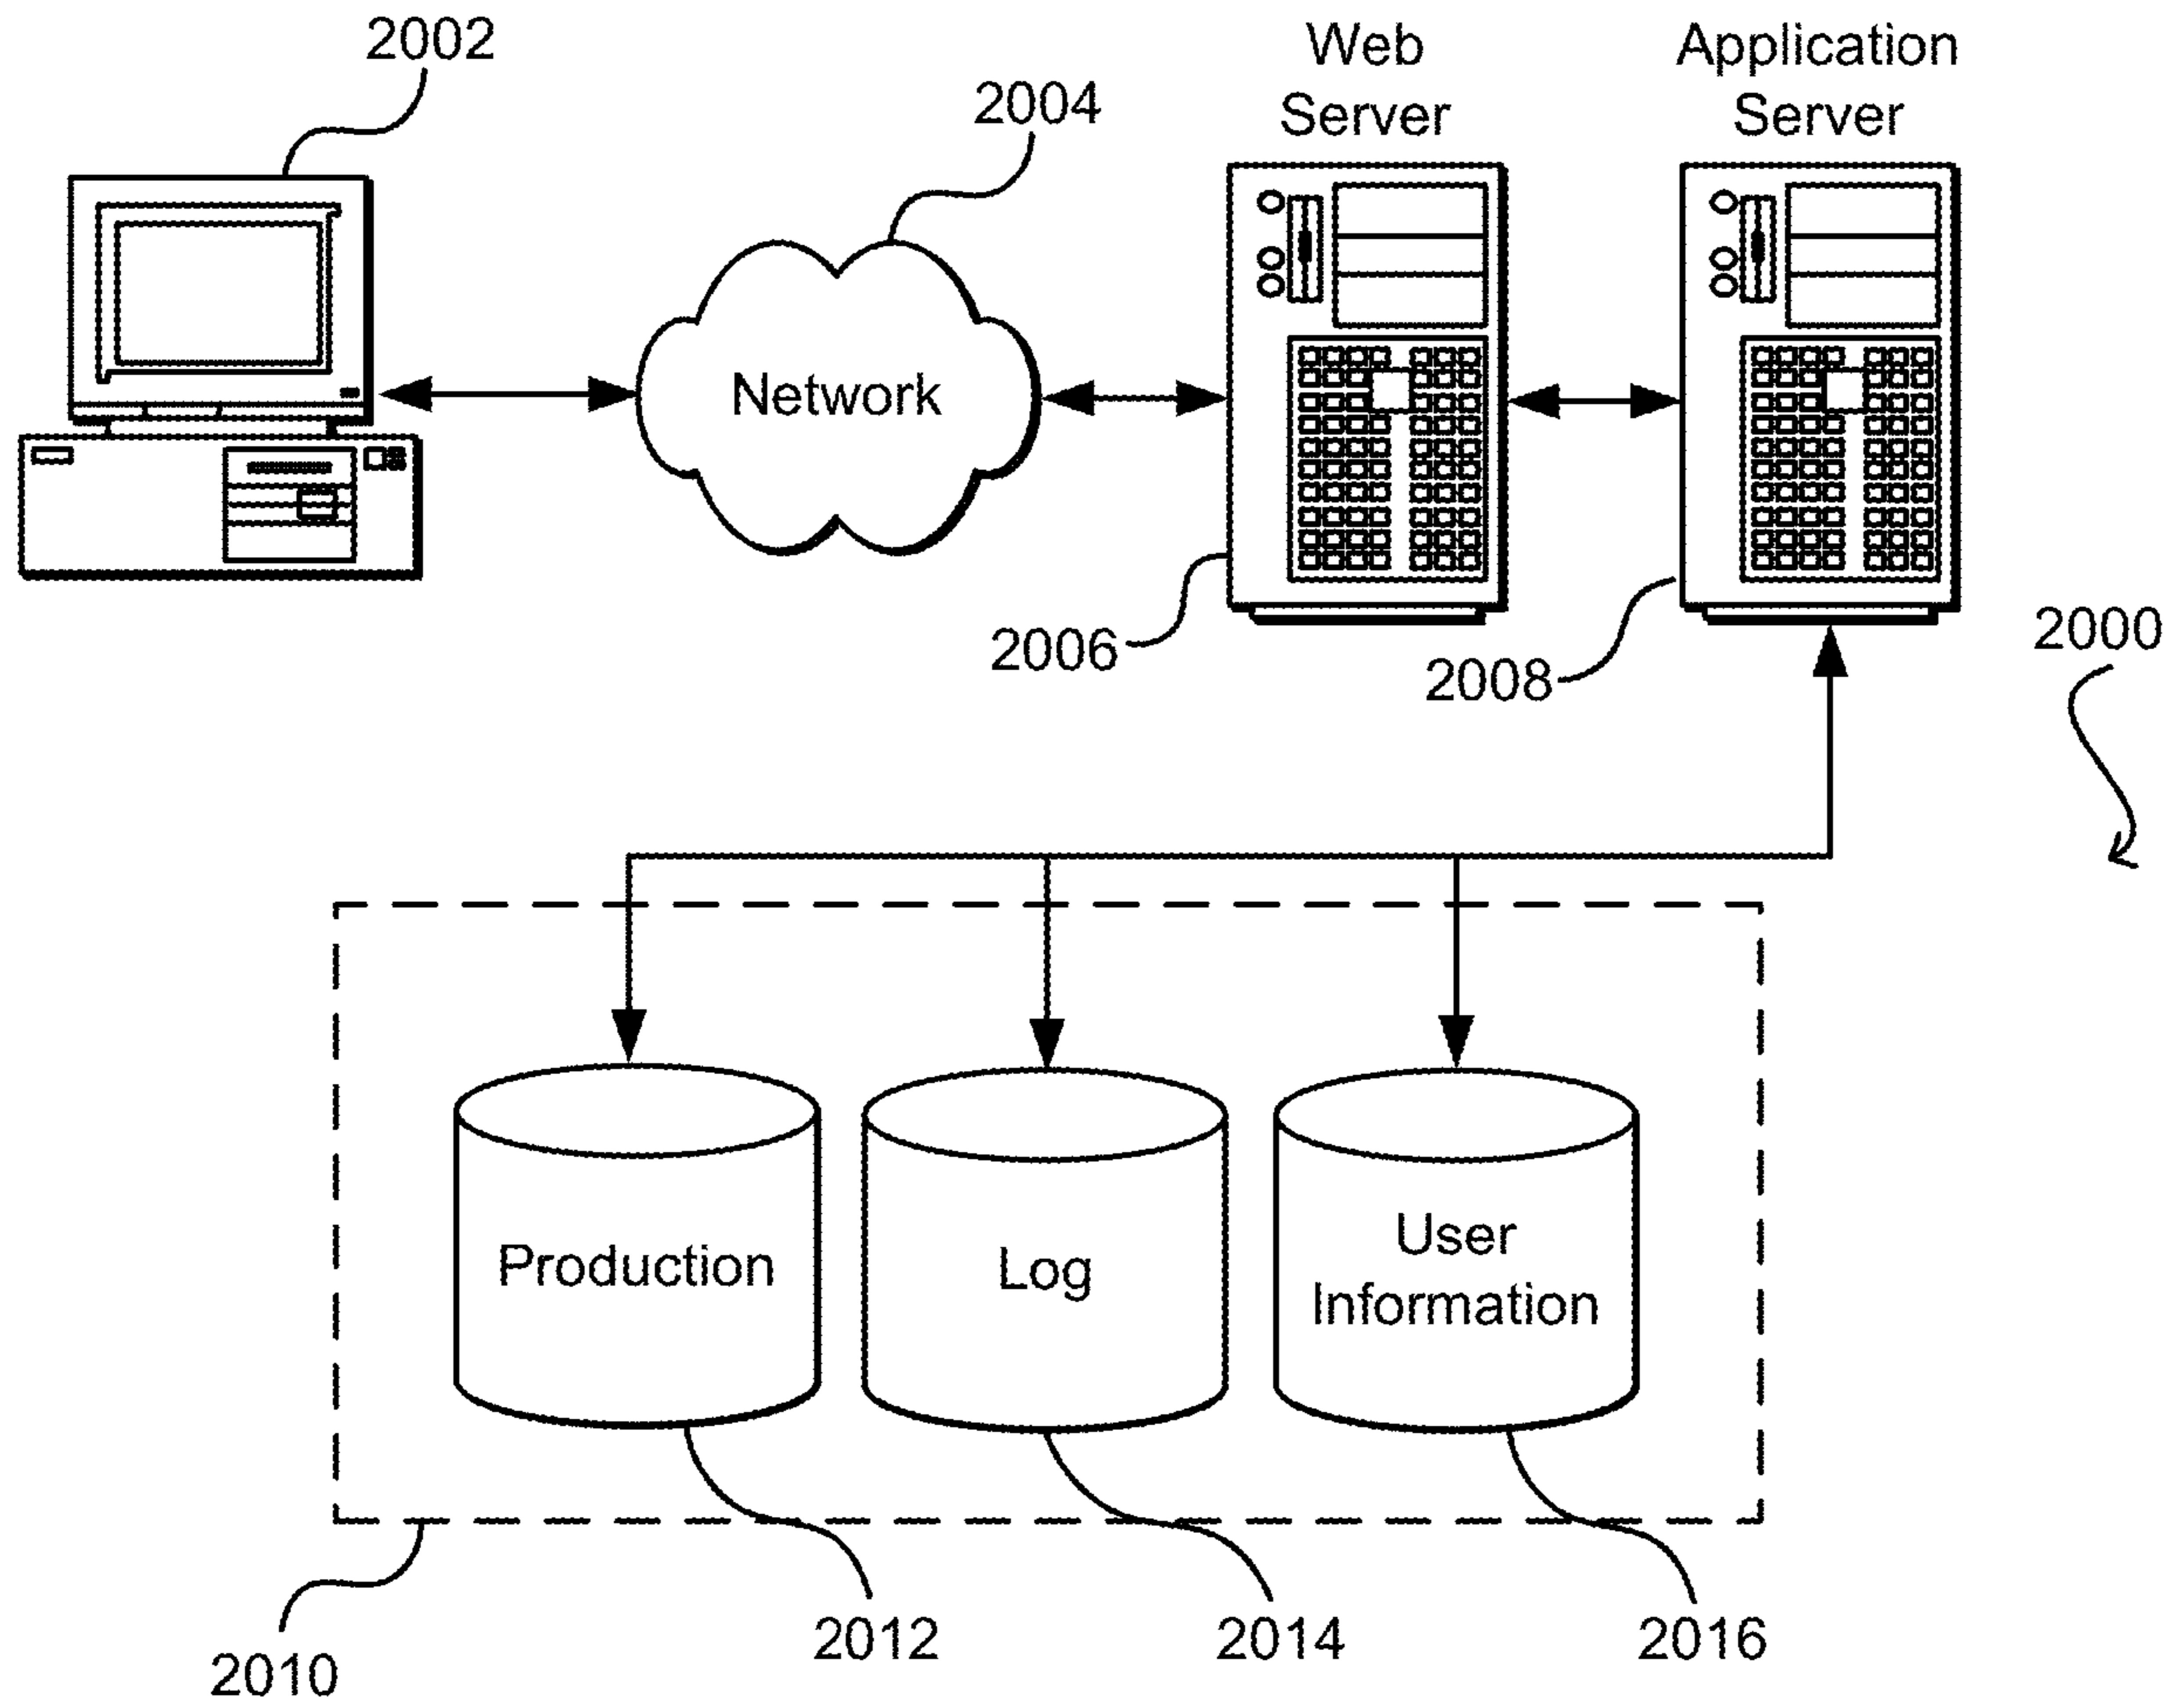 2002
2004
Web
Server
Application
Server
Network
2006
2008
2000
Production
Log
User
Information
2010
2012
2014
2016